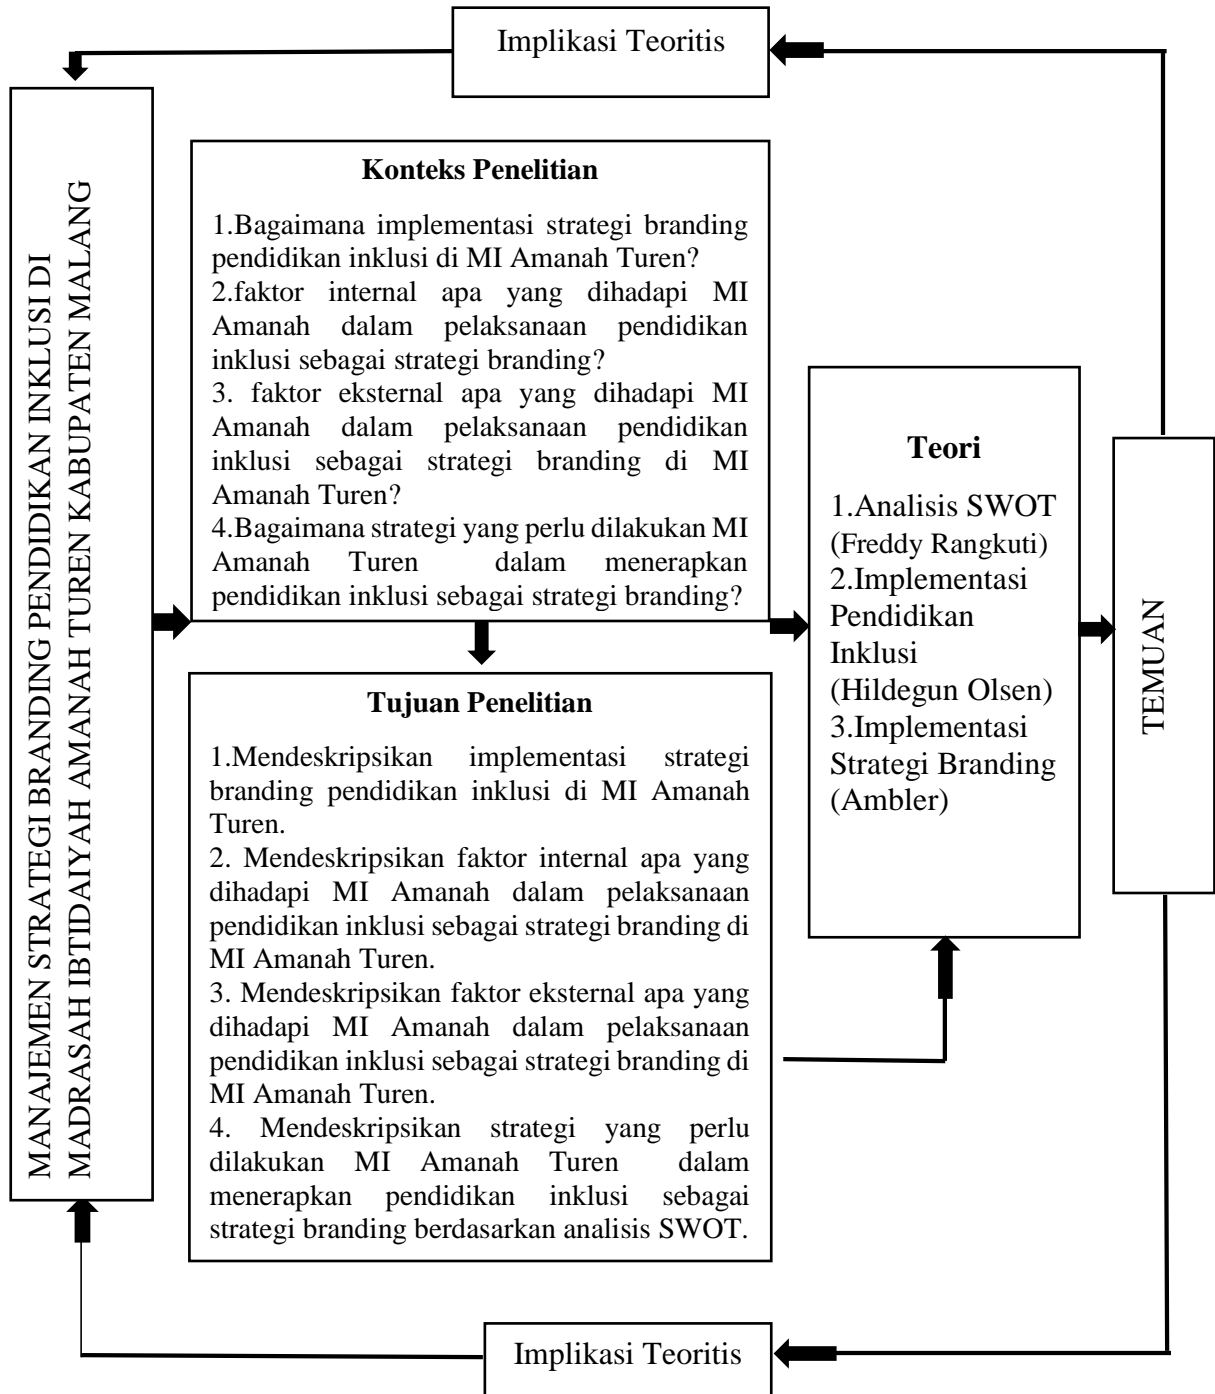 Implikasi Teoritis
MANAJEMEN STRATEGI BRANDING PENDIDIKAN INKLUSI DI
MADRASAH IBTIDAIYAH AMANAH TUREN KABUPATEN MALANG
Konteks Penelitian
1.Bagaimana implementasi strategi branding
pendidikan inklusi di MI Amanah Turen?
2.faktor internal apa yang dihadapi MI
Amanah dalam pelaksanaan pendidikan
inklusi sebagai strategi branding?
3. faktor eksternal apa yang dihadapi MI
Amanah dalam pelaksanaan pendidikan
inklusi sebagai strategi branding di MI
Amanah Turen?
4.Bagaimana strategi yang perlu dilakukan MI
Amanah Turen dalam menerapkan
pendidikan inklusi sebagai strategi branding?
Tujuan Penelitian
1.Mendeskripsikan implementasi strategi
branding pendidikan inklusi di MI Amanah
Turen.
2. Mendeskripsikan faktor internal apa yang
dihadapi MI Amanah dalam pelaksanaan
pendidikan inklusi sebagai strategi branding di
MI Amanah Turen.
3. Mendeskripsikan faktor eksternal apa yang
dihadapi MI Amanah dalam pelaksanaan
pendidikan inklusi sebagai strategi branding di
MI Amanah Turen.
4. Mendeskripsikan strategi yang perlu
dilakukan MI Amanah Turen dalam
menerapkan pendidikan inklusi sebagai
strategi branding berdasarkan analisis SWOT.
Teori
1.Analisis SWOT
(Freddy Rangkuti)
2.Implementasi
Pendidikan
Inklusi
(Hildegun Olsen)
3.Implementasi
Strategi Branding
(Ambler)
TEMUAN
Implikasi Teoritis